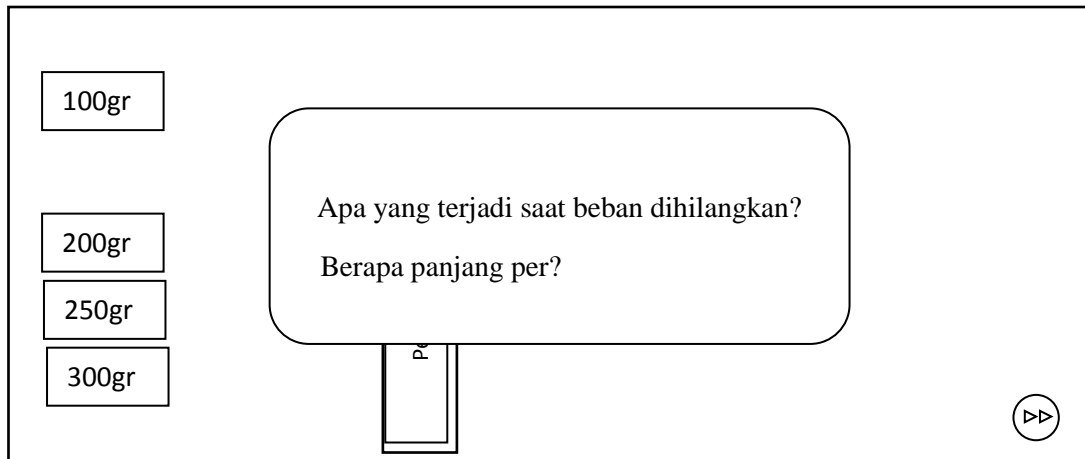 100gr
Apa yang terjadi saat beban dihilangkan?
200gr
Berapa panjang per?
250gr
300gr